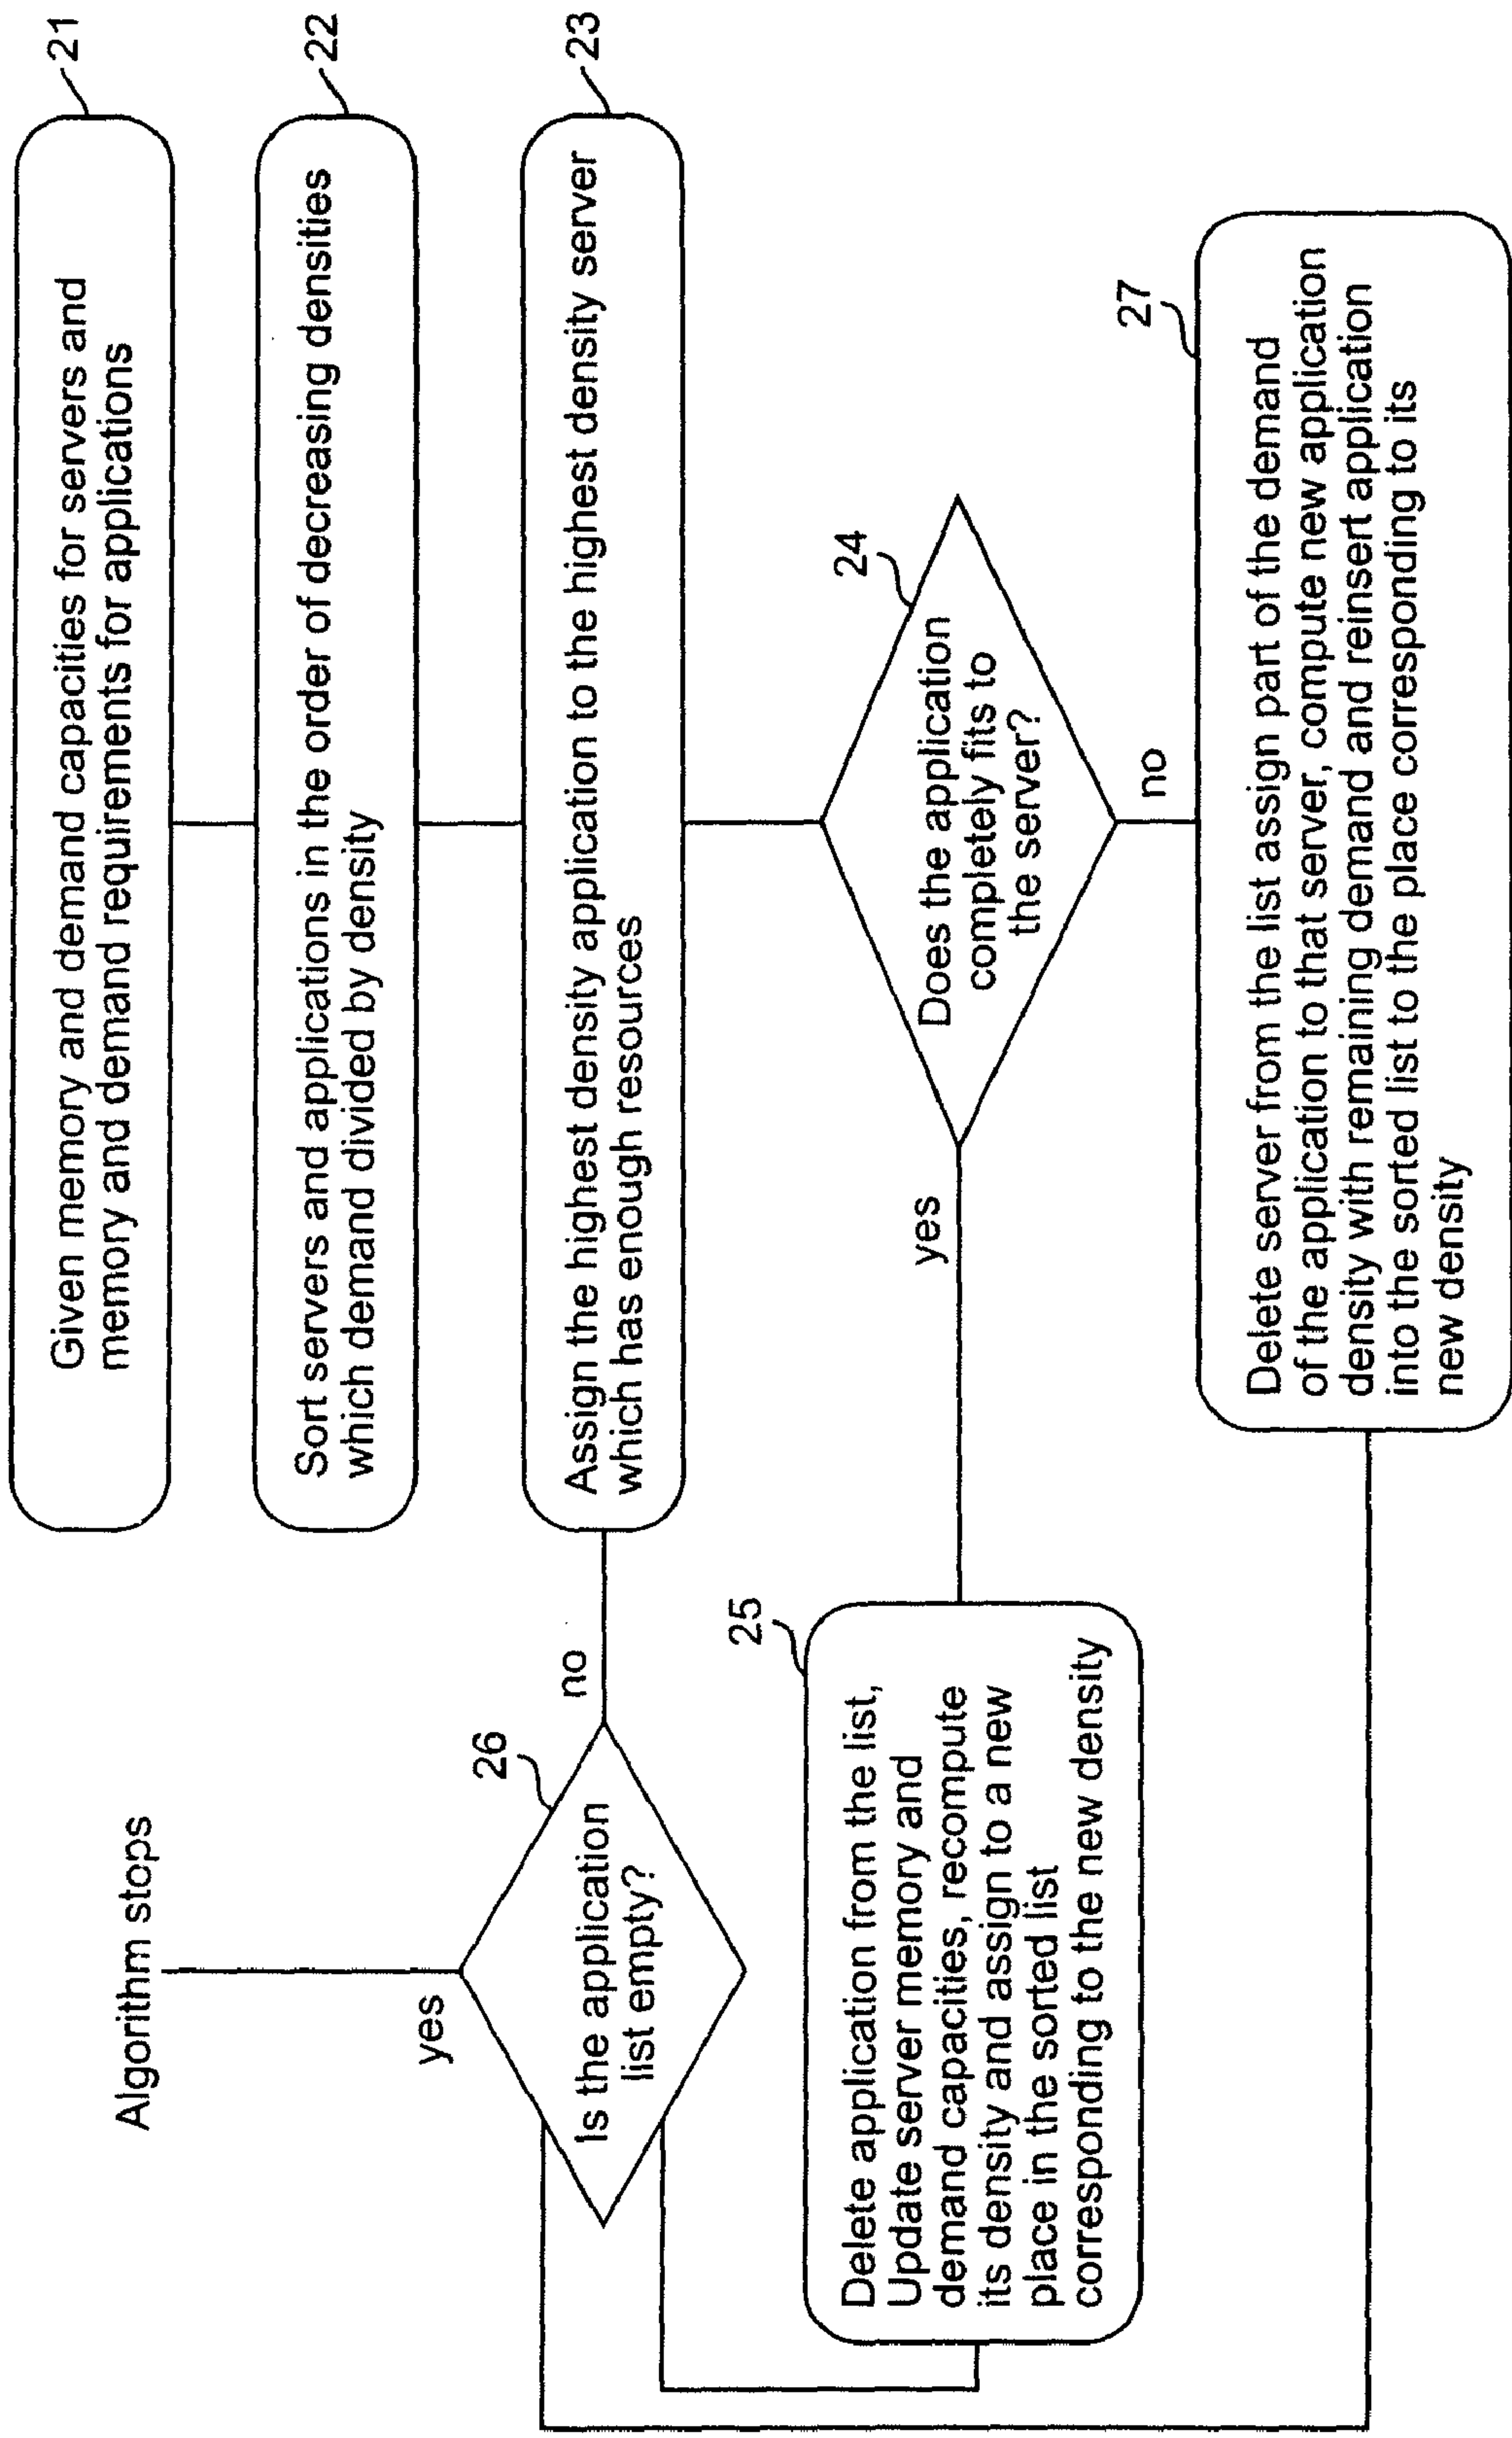 21
Given memory and demand capacities for servers and
memory and demand requirements for applications
22
Sort servers and applications in the order of decreasing densities
which demand divided by density
23
Assign the highest density application to the highest density server
which has enough resources
24
Does the application
completely fits to
the server?
yes
no
25
Delete application from the list,
Update server memory and
demand capacities, recompute
its density and assign to a new
place in the sorted list
corresponding to the new density
26
Is the application
list empty?
no
yes
Algorithm stops
27
Delete server from the list assign part of the demand
of the application to that server, compute new application
density with remaining demand and reinsert application
into the sorted list to the place corresponding to its
new density